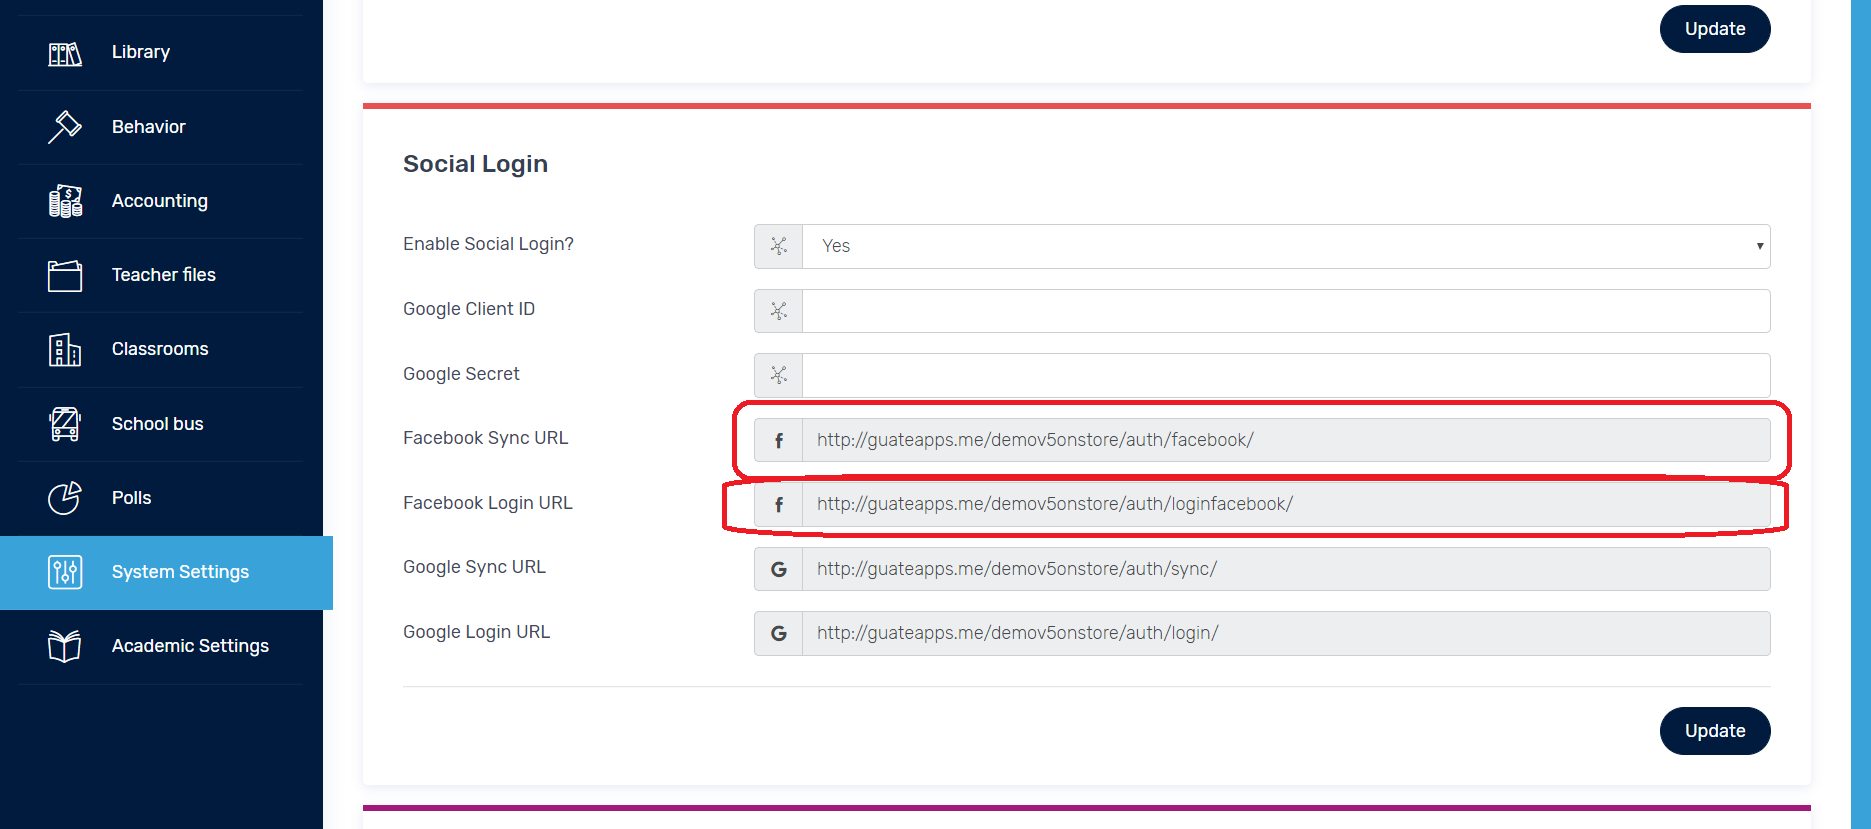 Library
Behavior
Accounting
Teacher files
Classrooms
School bus
Polls
System Settings
Academic Settings
Update
Social Login
Enable Social Login? Yes
Google Client ID
Google Secret
Facebook Sync URL http://guateapps.me/demov5onstore/auth/facebook/
Facebook Login URL http://guateapps.me/demov5onstore/auth/loginfacebook/
Google Sync URL http://guateapps.me/demov5onstore/auth/sync/
Google Login URL http://guateapps.me/demov5onstore/auth/login/
Update